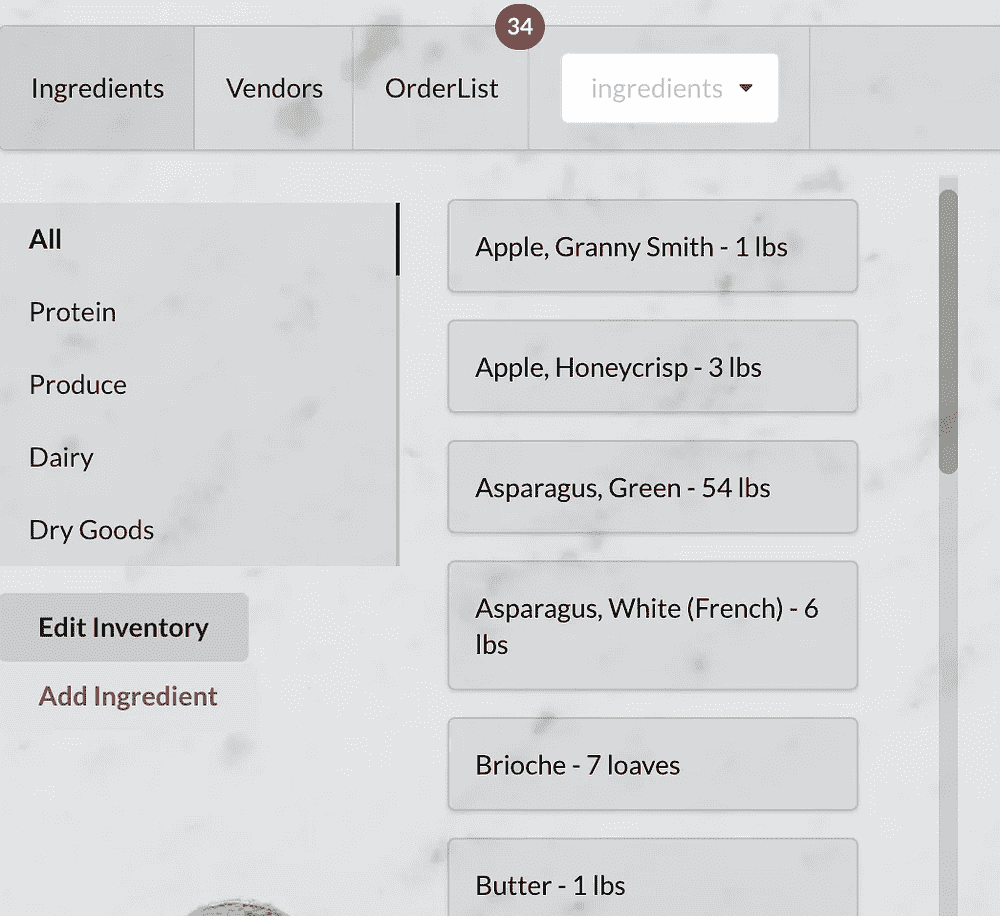 34
Ingredients
Vendors
OrderList
ingredients
All
Protein
Produce
Dairy
Dry Goods
Edit Inventory
Add Ingredient
Apple, Granny Smith - 1 lbs
Apple, Honeycrisp - 3 lbs
Asparagus, Green - 54 lbs
Asparagus, White (French) - 6
lbs
Brioche - 7 loaves
Butter - 1 lbs